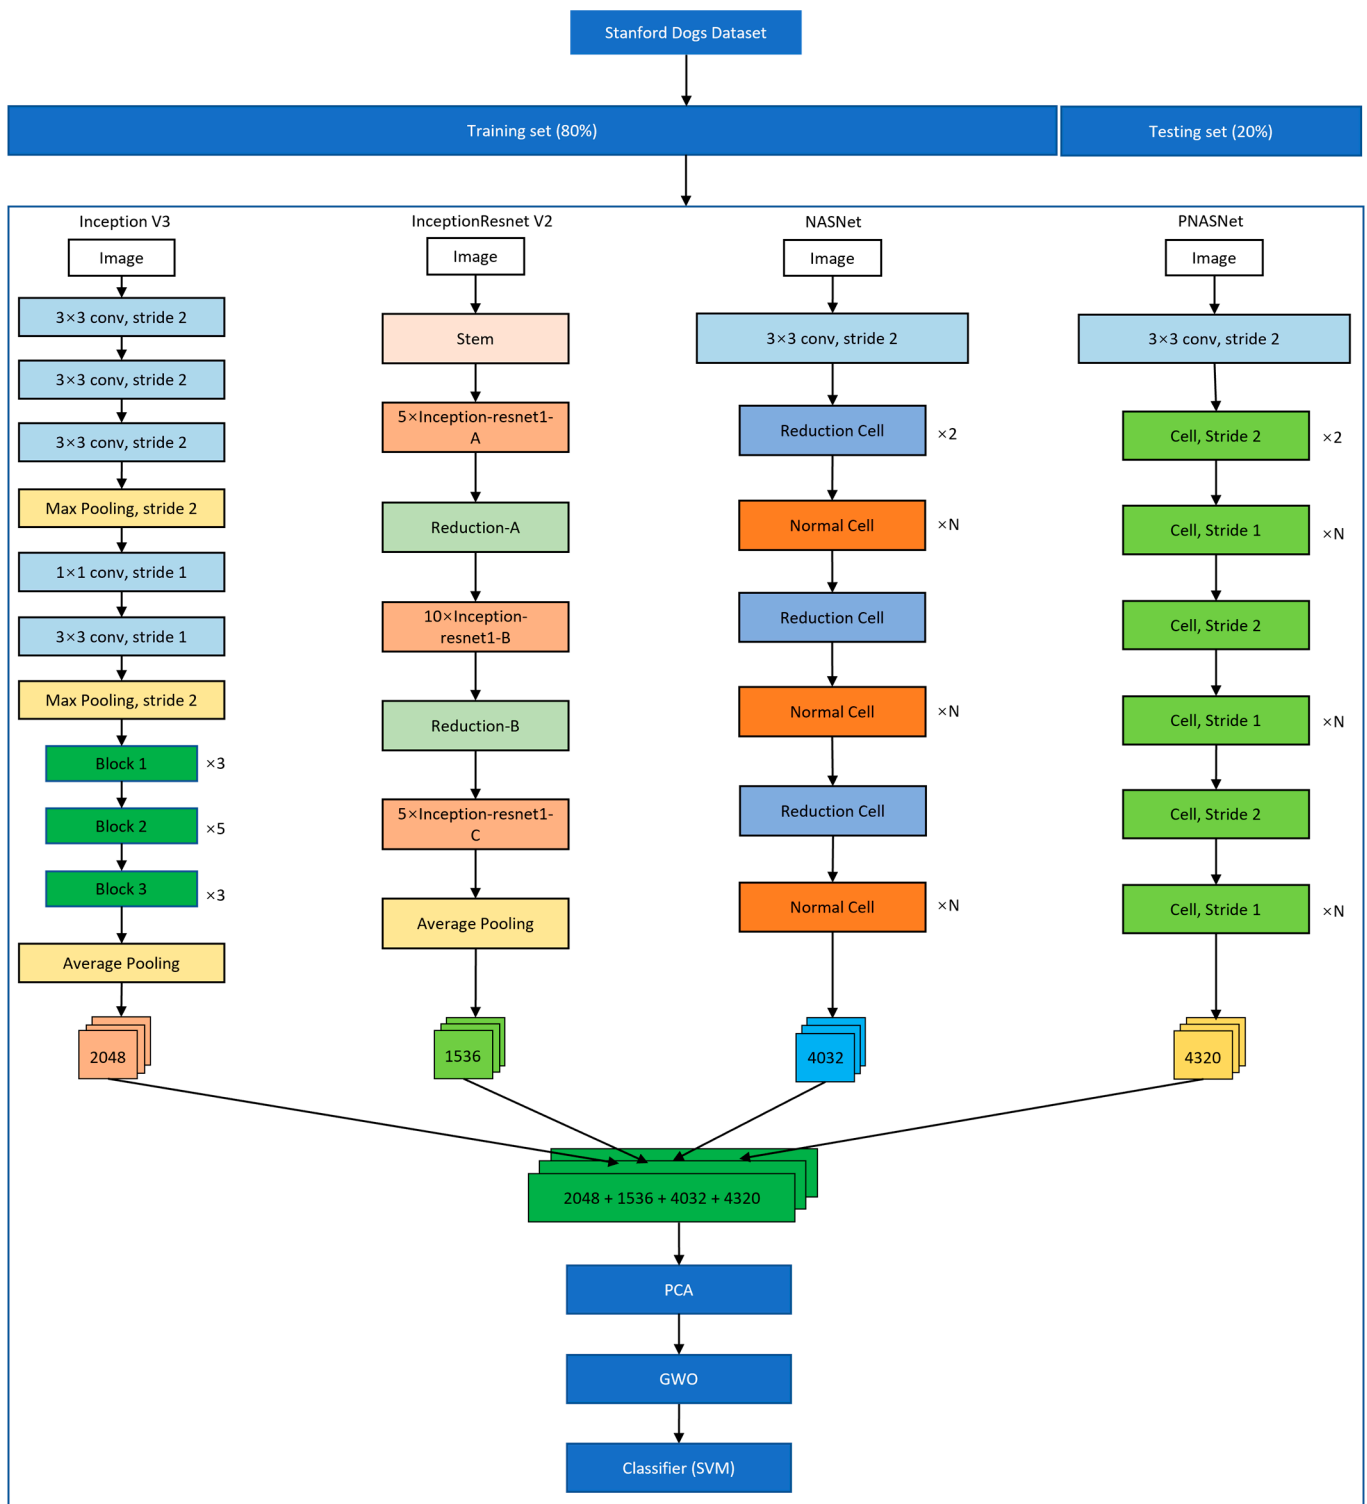 Stanford Dogs Dataset
Training set (80%)
Testing set (20%)
Inception V3
Image
3×3 conv, stride 2
3×3 conv, stride 2
3×3 conv, stride 2
Max Pooling, stride 2
1×1 conv, stride 1
3×3 conv, stride 1
Max Pooling, stride 2
Block 1
×3
Block 2
×5
Block 3
×3
Average Pooling
2048
InceptionResnet V2
Image
Stem
5×Inception-resnet1-
A
Reduction-A
10×Inception-
resnet1-B
Reduction-B
5×Inception-resnet1-
C
Average Pooling
1536
NASNet
Image
3×3 conv, stride 2
Reduction Cell
×2
Normal Cell
×N
Reduction Cell
Normal Cell
×N
Reduction Cell
Normal Cell
×N
4032
PNASNet
Image
3×3 conv, stride 2
Cell, Stride 2
×2
Cell, Stride 1
×N
Cell, Stride 2
Cell, Stride 1
×N
Cell, Stride 2
Cell, Stride 1
×N
4320
2048 + 1536 + 4032 + 4320
PCA
GWO
Classifier (SVM)